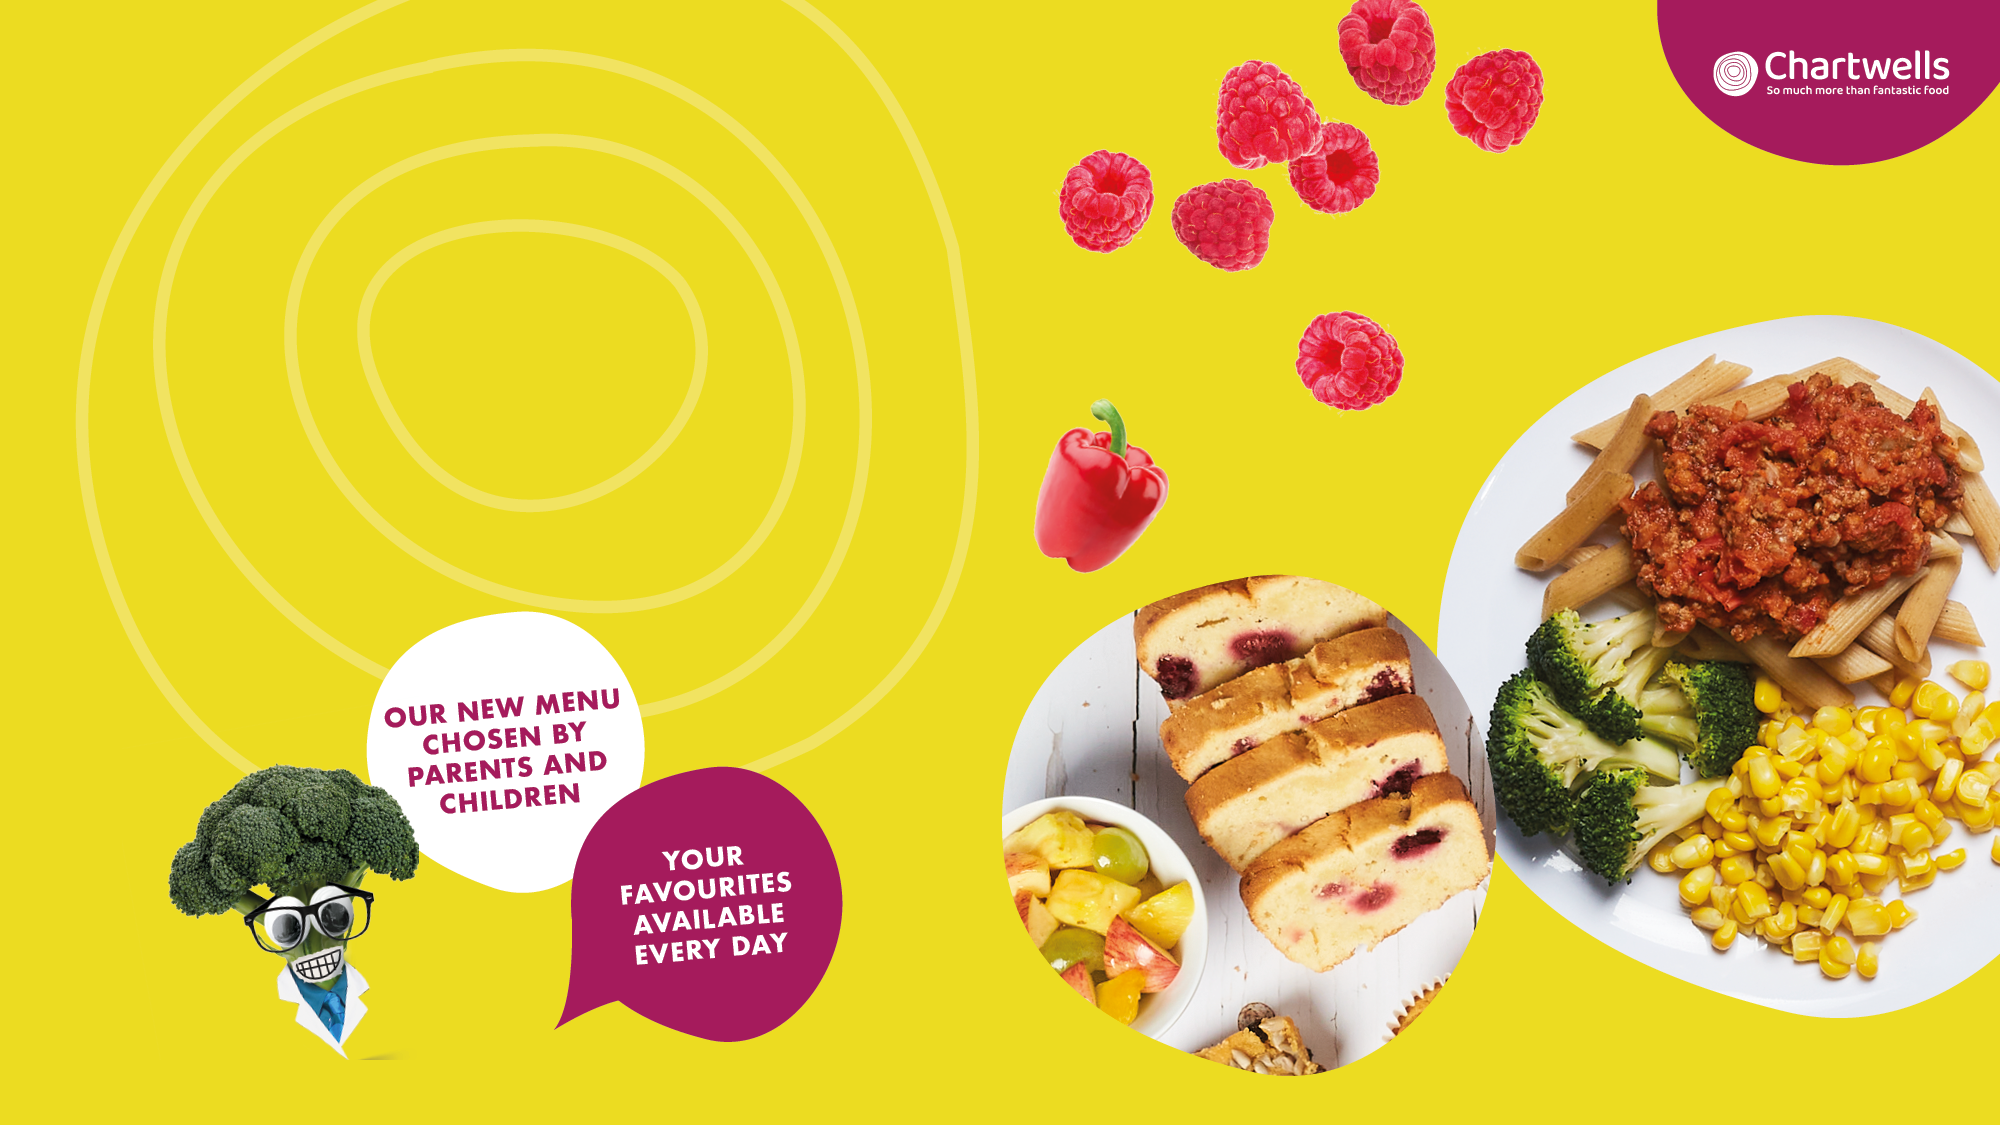 Chartwells
So much more than fantastic food
OUR NEW MENU
CHOSEN BY
PARENTS AND
CHILDREN
YOUR
FAVOURITES
AVAILABLE
EVERY DAY